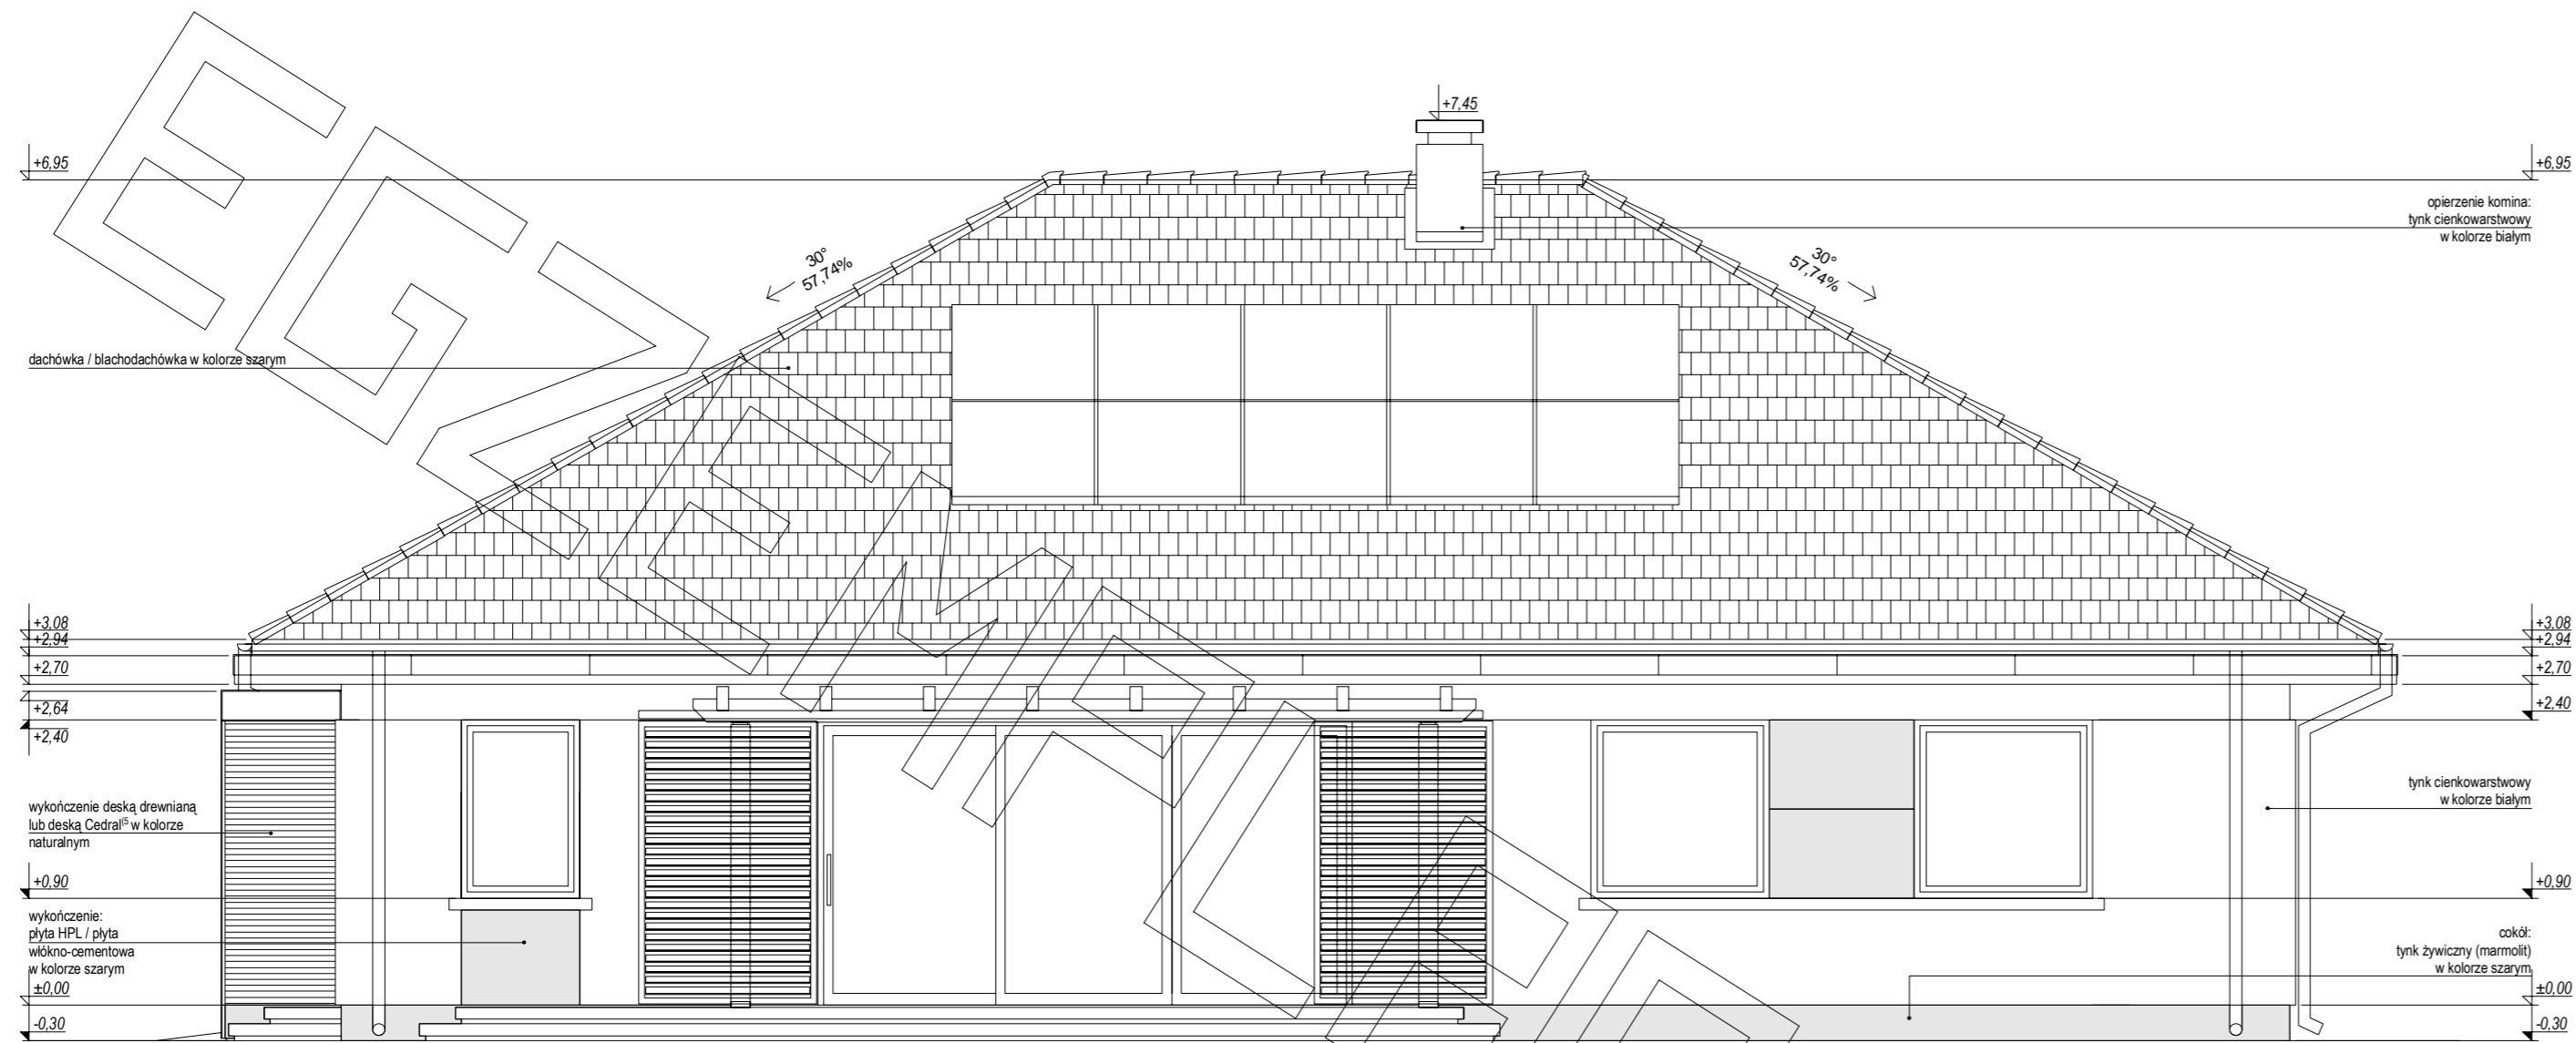 +7,45
+6,95
+6,95
opierzenie komina:
tynk cienkowarstwowy
w kolorze białym
30°
57,74%
30°
57,74%
dachówka / blachodachówka w kolorze szarym
+3,08
+2,94
+2,70
+2,64
+2,40
+3,08
+2,94
+2,70
+2,40
wykończenie deską drewnianą
lub deską Cedral(5 w kolorze
naturalnym
tynk cienkowarstwowy
w kolorze białym
+0,90
+0,90
wykończenie:
płyta HPL / płyta
włókno-cementowa
w kolorze szarym
cokół:
tynk żywiczny (marmolit)
w kolorze szarym
±0,00
-0,30
±0,00
-0,30